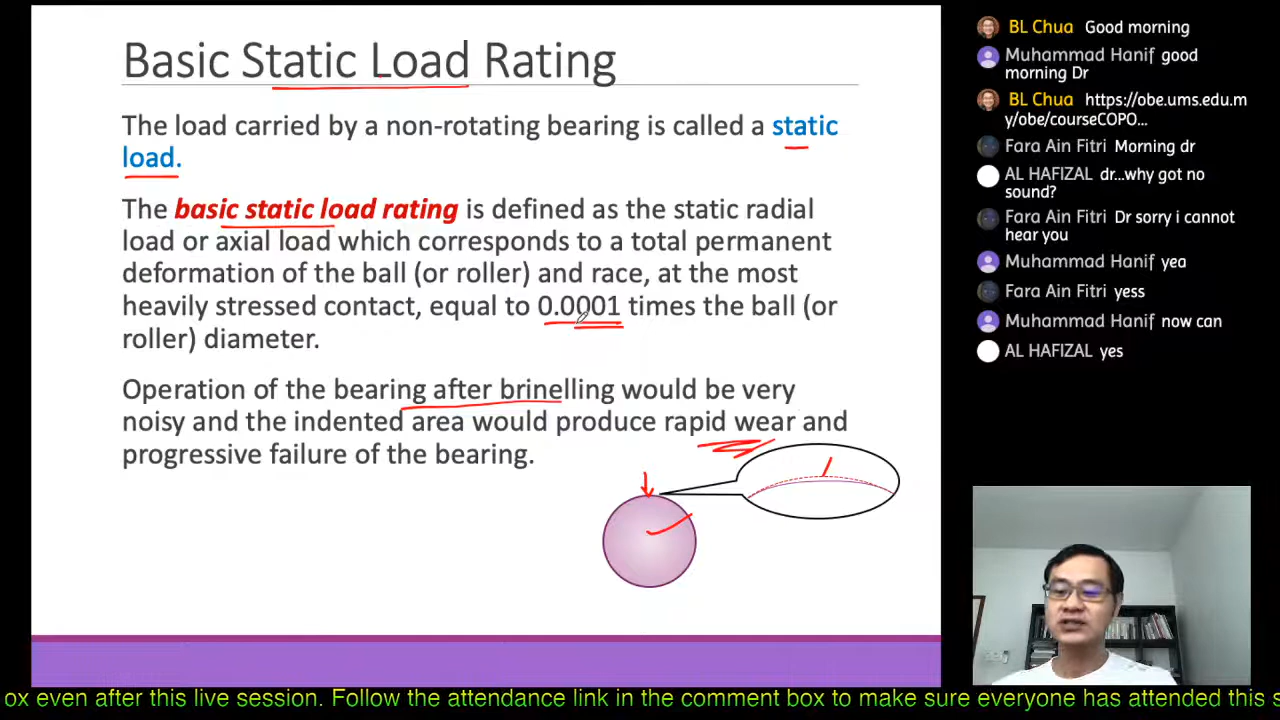 Basic Static Load Rating
The load carried by a non-rotating bearing is called a static
load.
The basic static load rating is defined as the static radial
load or axial load which corresponds to a total permanent
deformation of the ball (or roller) and race, at the most
heavily stressed contact, equal to 0.0001 times the ball (or
roller) diameter.
Operation of the bearing after brinelling would be very
noisy and the indented area would produce rapid wear and
progressive failure of the bearing.
BL Chua Good morning
Muhammad Hanif good
morning Dr
BL Chua https://obe.ums.edu.m
y/obe/courseCOPO...
Fara Ain Fitri Morning dr
AL HAFIZAL dr...why got no
sound?
Fara Ain Fitri Dr sorry i cannot
hear you
Muhammad Hanif yea
Fara Ain Fitri yess
Muhammad Hanif now can
AL HAFIZAL yes
ox even after this live session. Follow the attendance link in the comment box to make sure everyone has attended this s